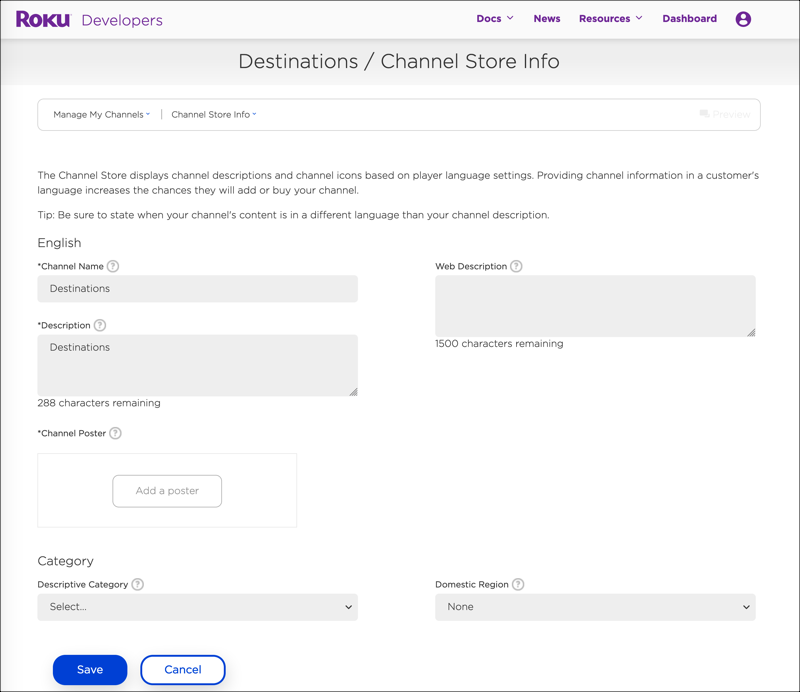 Roku Developers
Docs News Resources Dashboard
Destinations / Channel Store Info
Manage My Channels | Channel Store Info
Preview
The Channel Store displays channel descriptions and channel icons based on player language settings. Providing channel information in a customer's
language increases the chances they will add or buy your channel.
Tip: Be sure to state when your channel's content is in a different language than your channel description.
English
*Channel Name ?
Destinations
Web Description ?
1500 characters remaining
*Description ?
Destinations
288 characters remaining
*Channel Poster ?
Add a poster
Category
Descriptive Category ?
Select...
Domestic Region ?
None
Save
Cancel